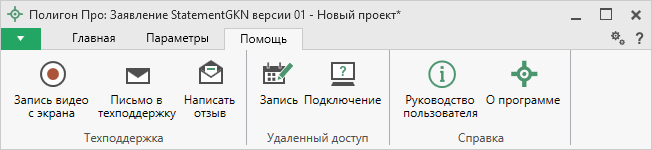 Полигон Про: Заявление StatementGKN версии 01 - Новый проект*
Главная Параметры Помощь ?
Запись видео с экрана
Письмо в техподдержку
Написать отзыв
Запись
Подключение
Руководство пользователя
О программе
Техподдержка Удаленный доступ Справка